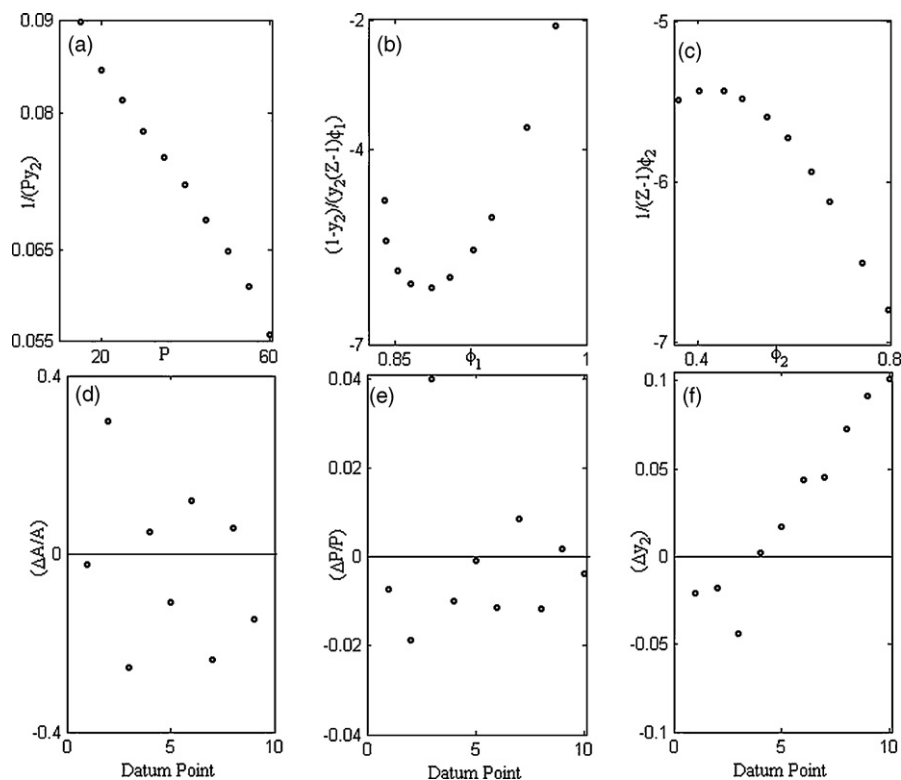 (a)
0.09
0.08
0.065
0.055
20
P
60
1/(Py2)
(b)
-2
-4
-7
0.85
ϕ1
1
(1-y2)/(y2(Z-1)ϕ1)
(c)
-5
-6
-7
0.4
ϕ2
0.8
1/(Z-1)ϕ2
(d)
0.4
0
-0.4
0
5
10
(ΔA/A)
Datum Point
(e)
0.04
0.02
0
-0.02
-0.04
0
5
10
(ΔP/P)
Datum Point
(f)
0.1
0.05
0
-0.05
-0.1
0
5
10
(Δy2)
Datum Point